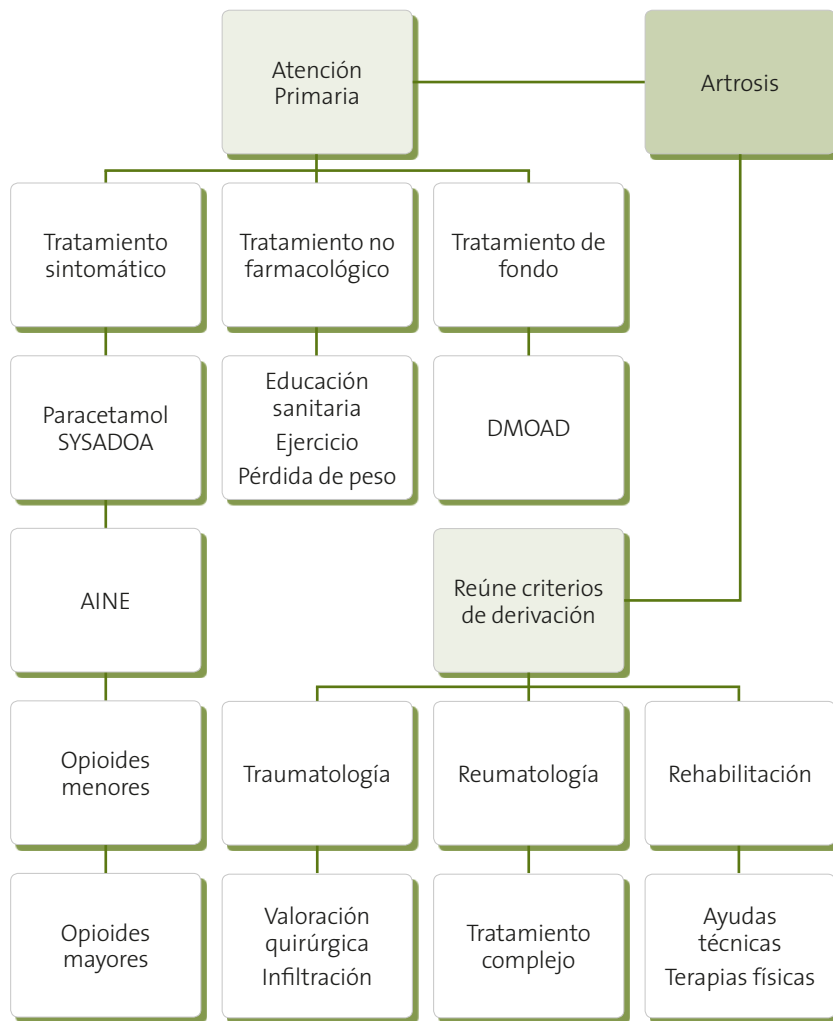 Atención
Primaria
Artrosis
Tratamiento
sintomático
Tratamiento no
farmacológico
Tratamiento de
fondo
Paracetamol
SYSADOA
Educación
sanitaria
Ejercicio
Pérdida de peso
DMOAD
AINE
Reúne criterios
de derivación
Opioides
menores
Traumatología
Reumatología
Rehabilitación
Opioides
mayores
Valoración
quirúrgica
Infiltración
Tratamiento
complejo
Ayudas
técnicas
Terapias físicas